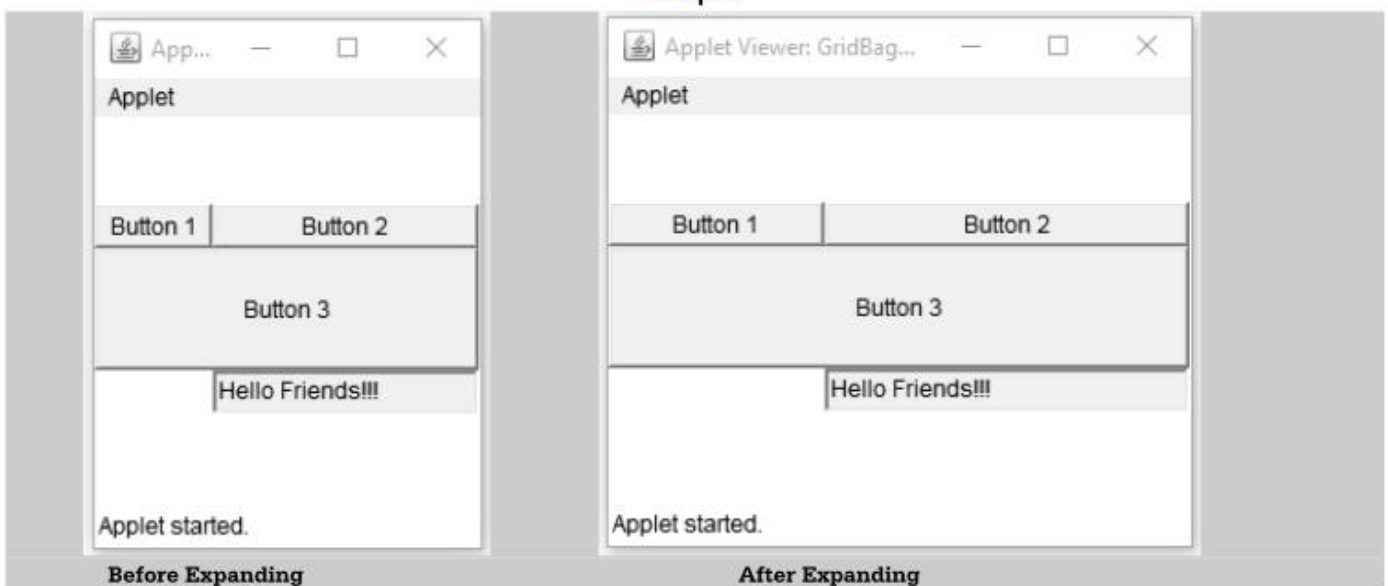 App...
Applet
Button 1 Button 2
Button 3
Hello Friends!!!
Applet started.
Before Expanding
Applet Viewer: GridBag...
Applet
Button 1 Button 2
Button 3
Hello Friends!!!
Applet started.
After Expanding